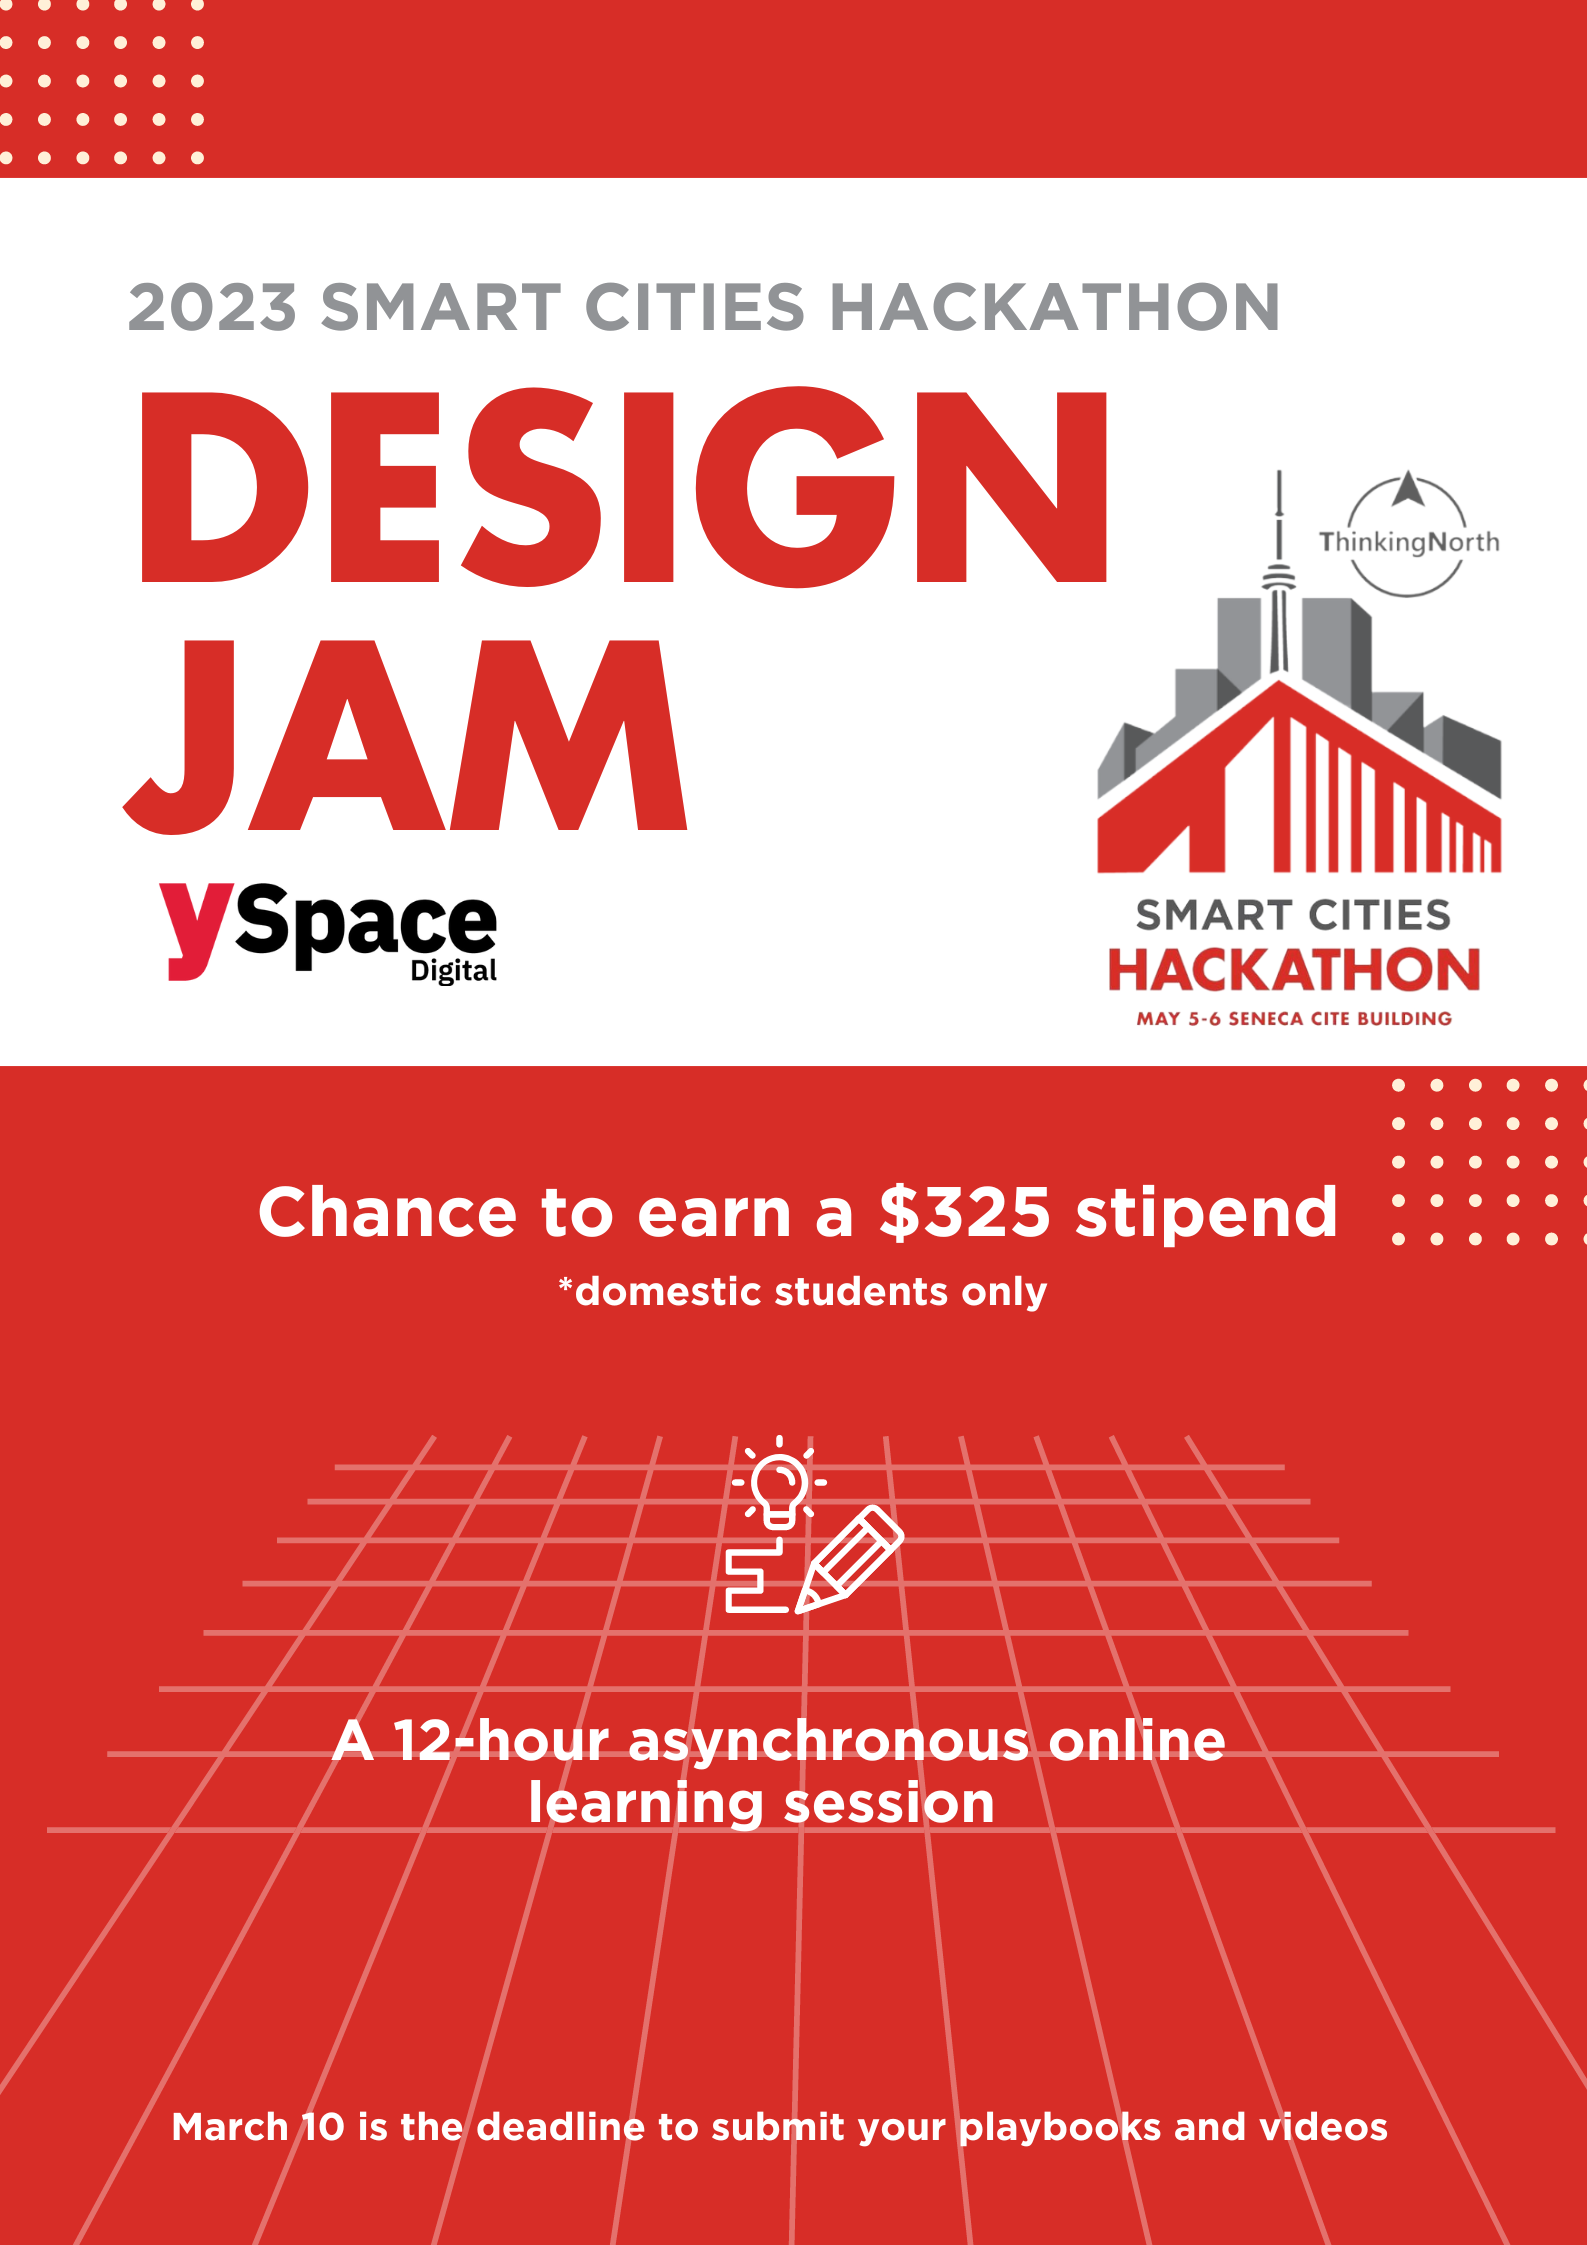 2023 SMART CITIES HACKATHON
DESIGN
JAM
ThinkingNorth
ySpace
Digital
SMART CITIES
HACKATHON
MAY 5-6 SENECA CITE BUILDING
Chance to earn a $325 stipend
*domestic students only
A 12-hour asynchronous online
learning session
March 10 is the deadline to submit your playbooks and videos